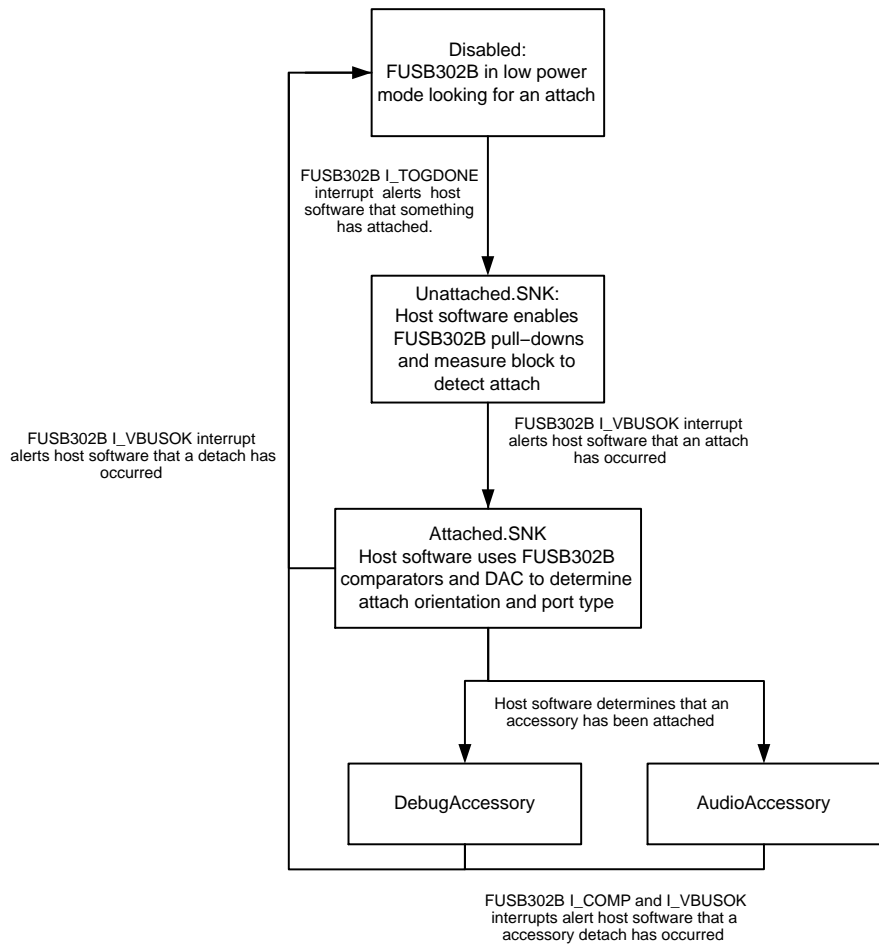 Disabled:
FUSB302B in low power
mode looking for an attach
FUSB302B I_TOGDONE
interrupt alerts host
software that something
has attached.
Unattached.SNK:
Host software enables
FUSB302B pull−downs
and measure block to
detect attach
FUSB302B I_VBUSOK interrupt
alerts host software that a detach has
occurred
FUSB302B I_VBUSOK interrupt
alerts host software that an attach
has occurred
Attached.SNK
Host software uses FUSB302B
comparators and DAC to determine
attach orientation and port type
Host software determines that an
accessory has been attached
DebugAccessory
AudioAccessory
FUSB302B I_COMP and I_VBUSOK
interrupts alert host software that a
accessory detach has occurred